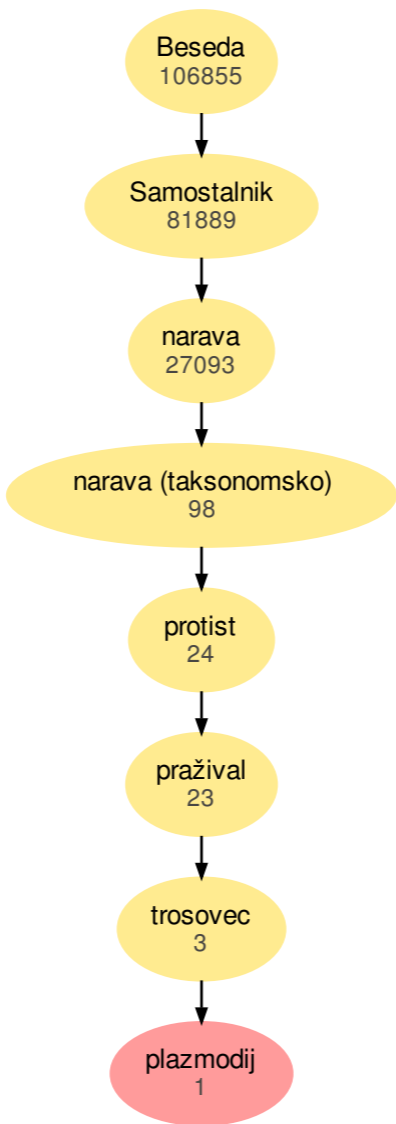 Beseda
106855
Samostalnik
81889
narava
27093
narava (taksonomsko)
98
protist
24
pražival
23
trosovec
3
plazmodij
1